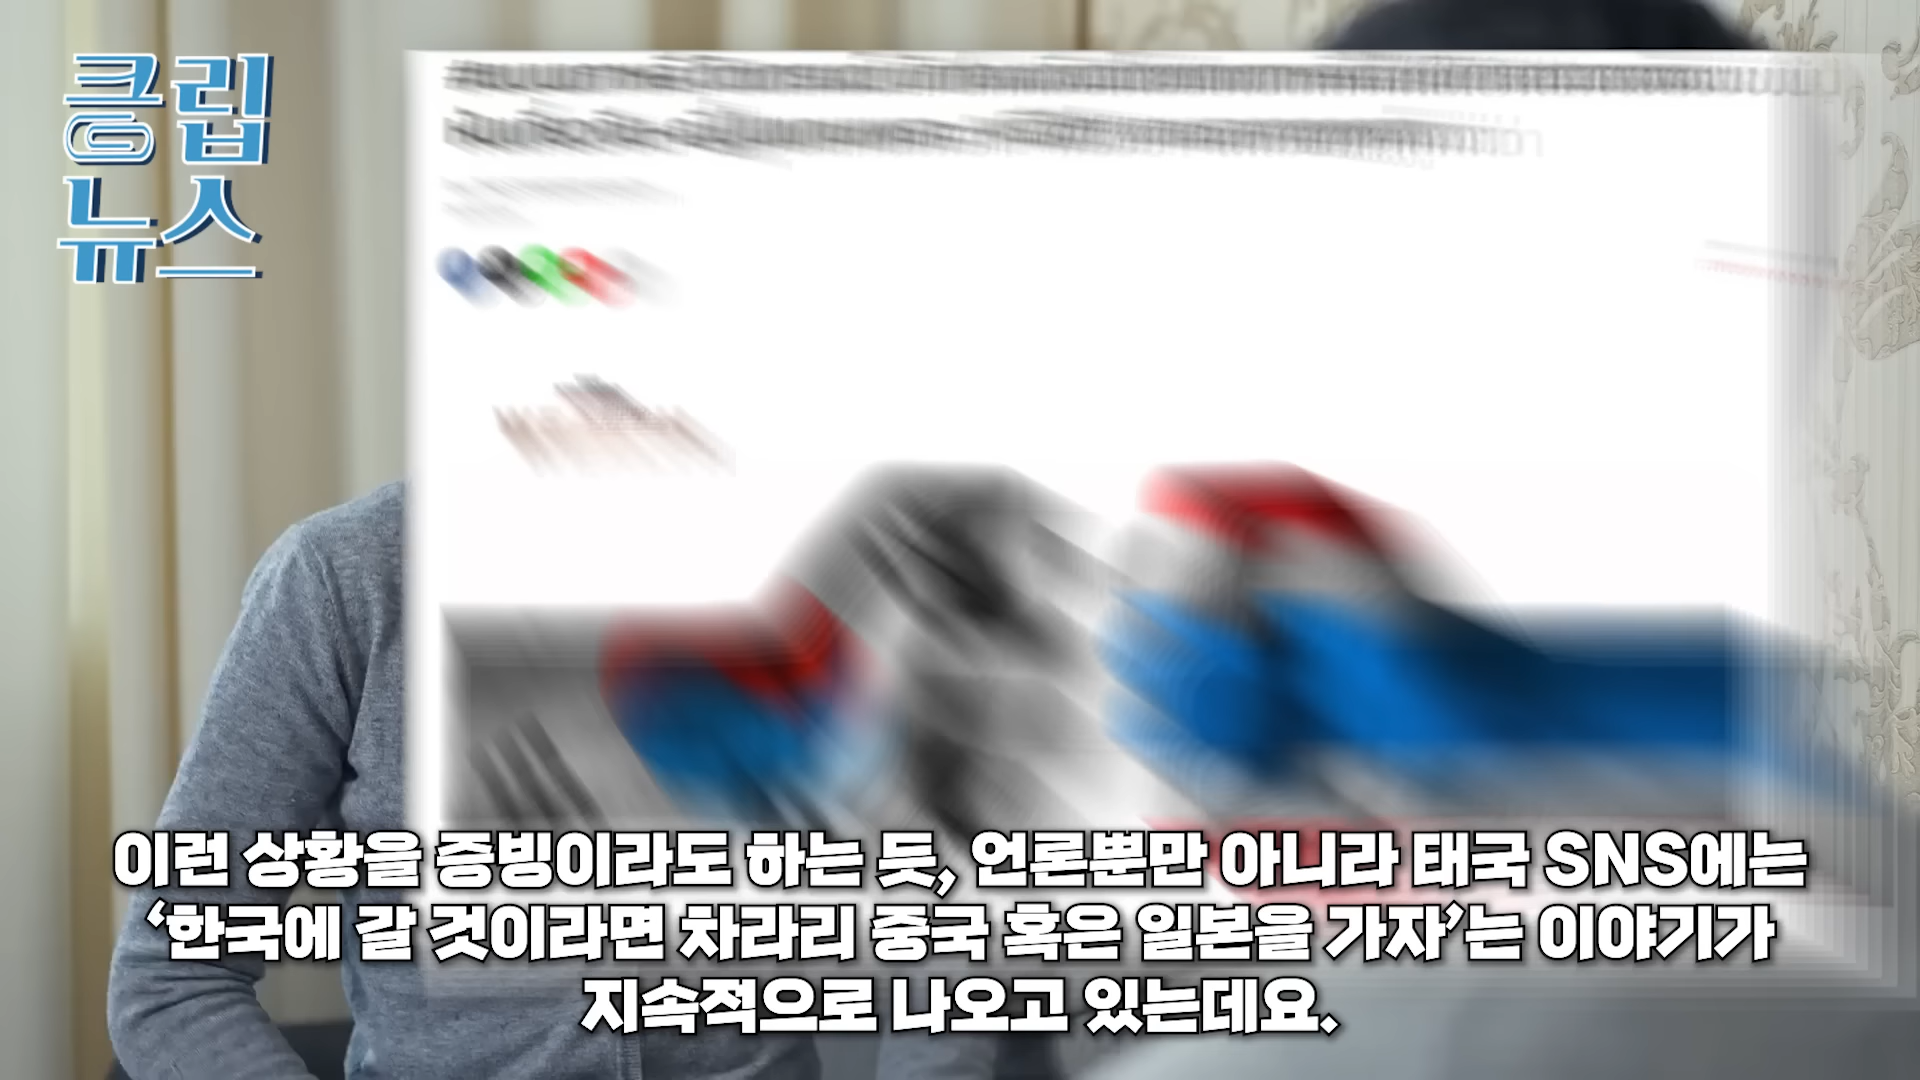 클립
뉴스
이런 상황을 증빙이라도 하는 듯, 언론뿐만 아니라 태국 SNS에는
‘한국에 갈 것이라면 차라리 중국 혹은 일본을 가자’는 이야기가
지속적으로 나오고 있는데요.